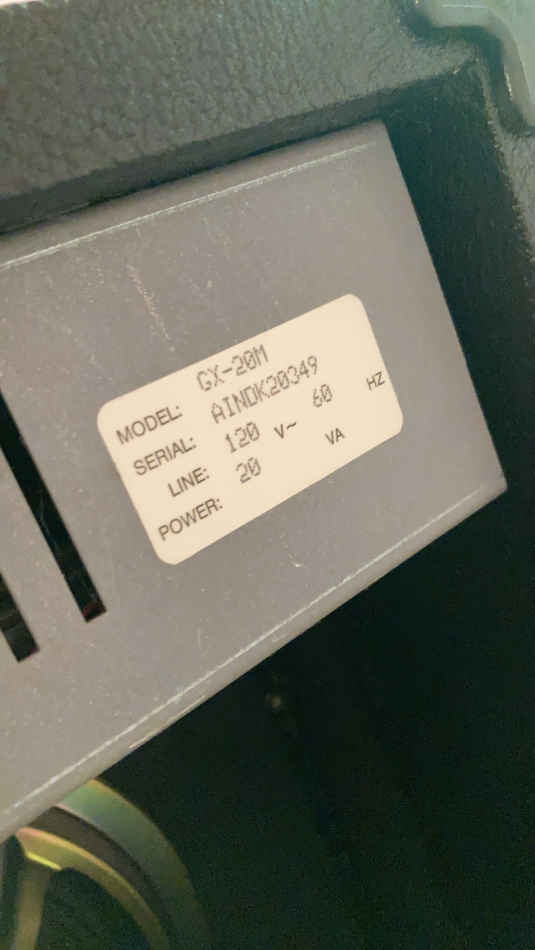 MODEL: GX-20M
SERIAL: AINDK20349
LINE: 120 V~ 60 HZ
POWER: 20 VA